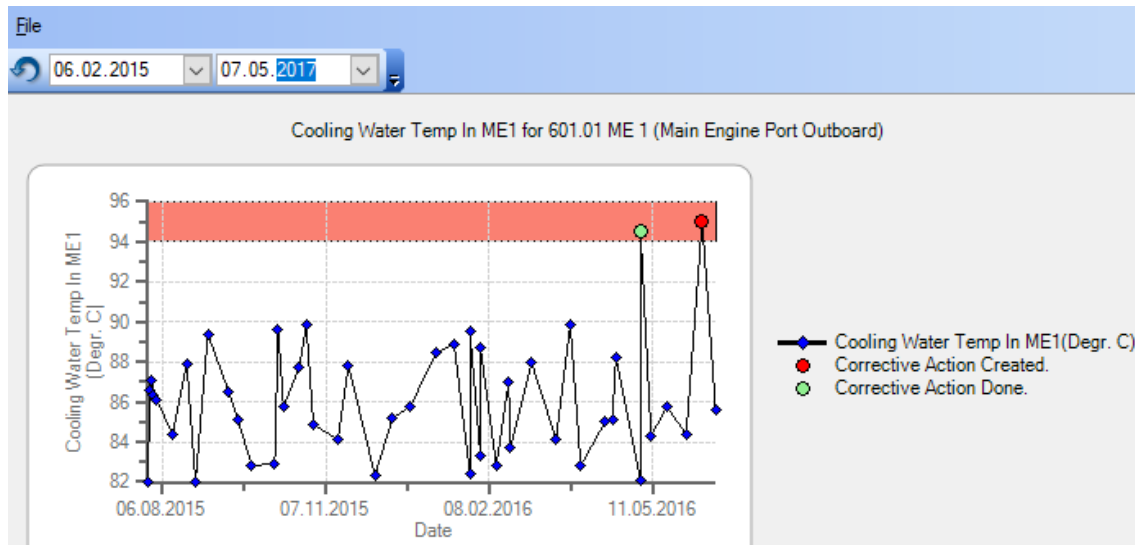 File
06.02.2015 07.05.2017
Cooling Water Temp In ME1 for 601.01 ME 1 (Main Engine Port Outboard)
96
94
92
90
88
86
84
82
Cooling Water Temp In ME1
(Degr. C)
06.08.2015 07.11.2015 08.02.2016 11.05.2016
Date
Cooling Water Temp In ME1(Degr. C)
Corrective Action Created.
Corrective Action Done.